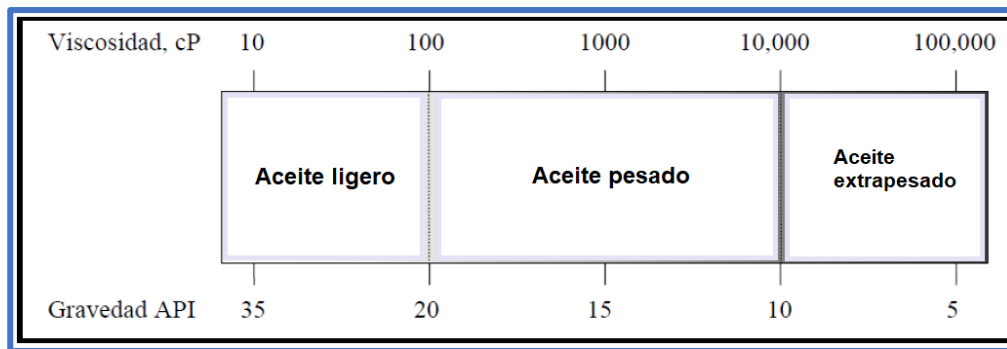 Viscosidad, cP 10 100 1000 10,000 100,000
Aceite ligero Aceite pesado Aceite
extrapesado
Gravedad API 35 20 15 10 5